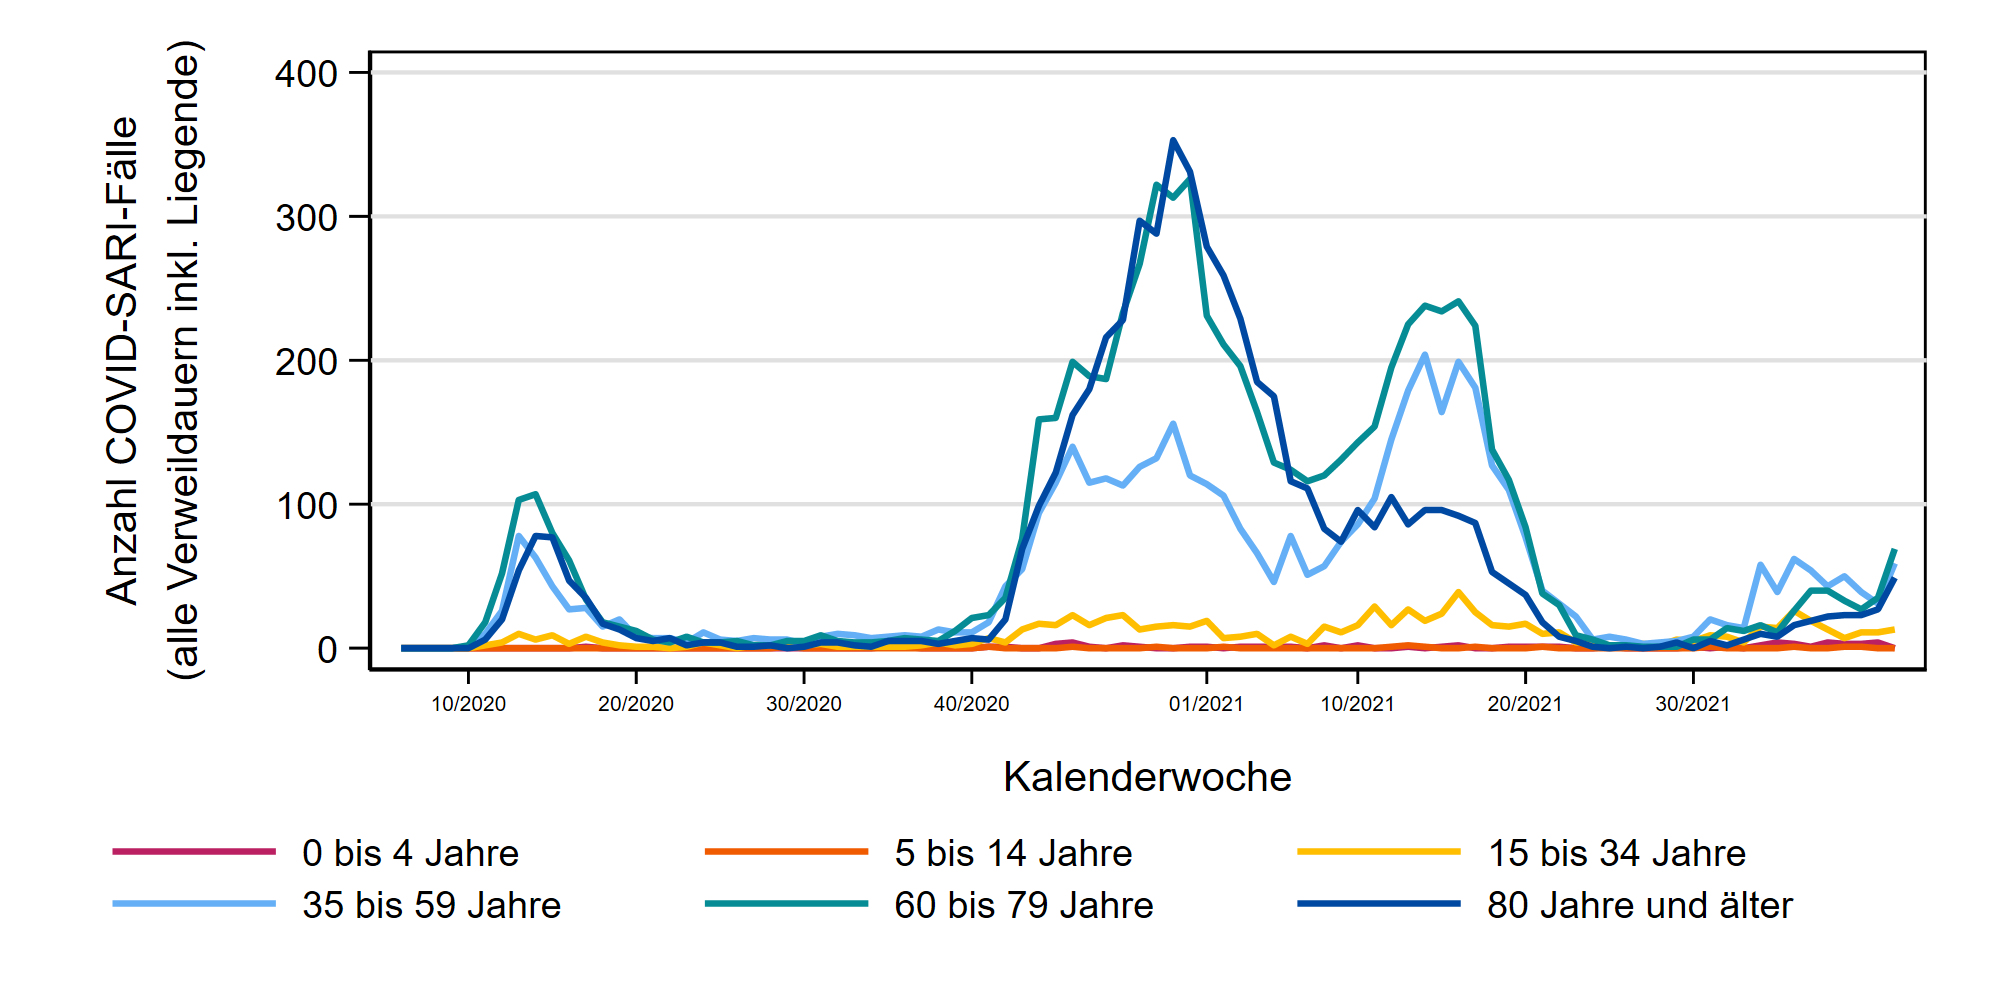 Anzahl COVID-SARI-Fälle
(alle Verweildauern inkl. Liegende)
400
300
200
100
0
10/2020 20/2020 30/2020 40/2020 01/2021 10/2021 20/2021 30/2021
Kalenderwoche
0 bis 4 Jahre 5 bis 14 Jahre 15 bis 34 Jahre
35 bis 59 Jahre 60 bis 79 Jahre 80 Jahre und älter